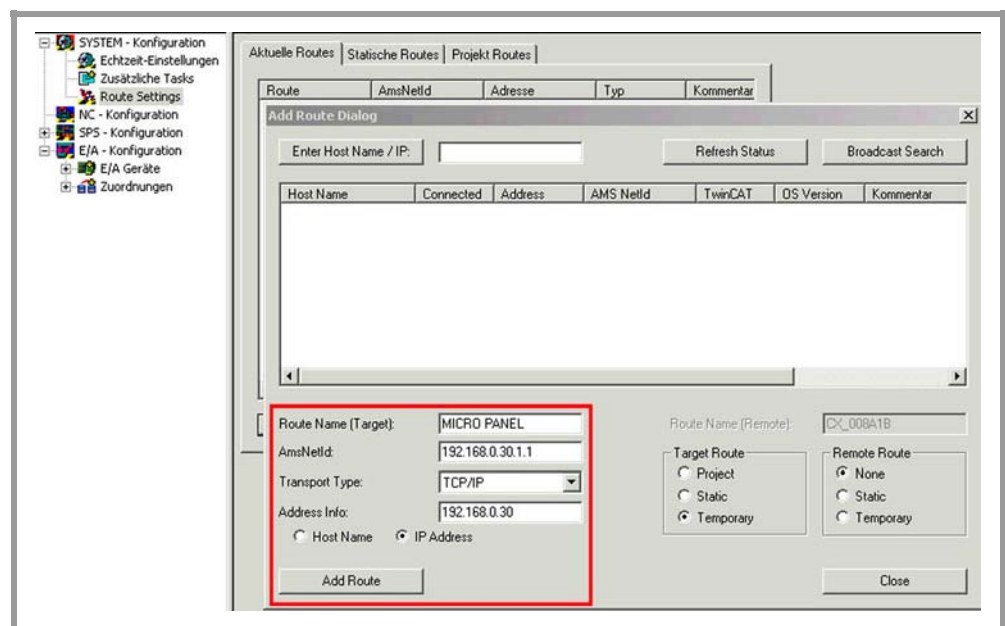 SYSTEM - Konfiguration
Echtzeit-Einstellungen
Zusätzliche Tasks
Route Settings
NC - Konfiguration
SPS - Konfiguration
E/A - Konfiguration
E/A Geräte
Zuordnungen
Aktuelle Routes Statische Routes Projekt Routes
Route AmsNetId Adresse Typ Kommentar
Add Route Dialog
Enter Host Name / IP: Refresh Status Broadcast Search
Host Name Connected Address AMS NetId TwinCAT OS Version Kommentar
Route Name (Target): MICRO PANEL
AmsNetId: 192.168.0.30.1.1
Transport Type: TCP/IP
Address Info: 192.168.0.30
Host Name IP Address
Add Route
Route Name (Remote): CX_008A1B
Target Route
Project
Static
Temporary
Remote Route
None
Static
Temporary
Close